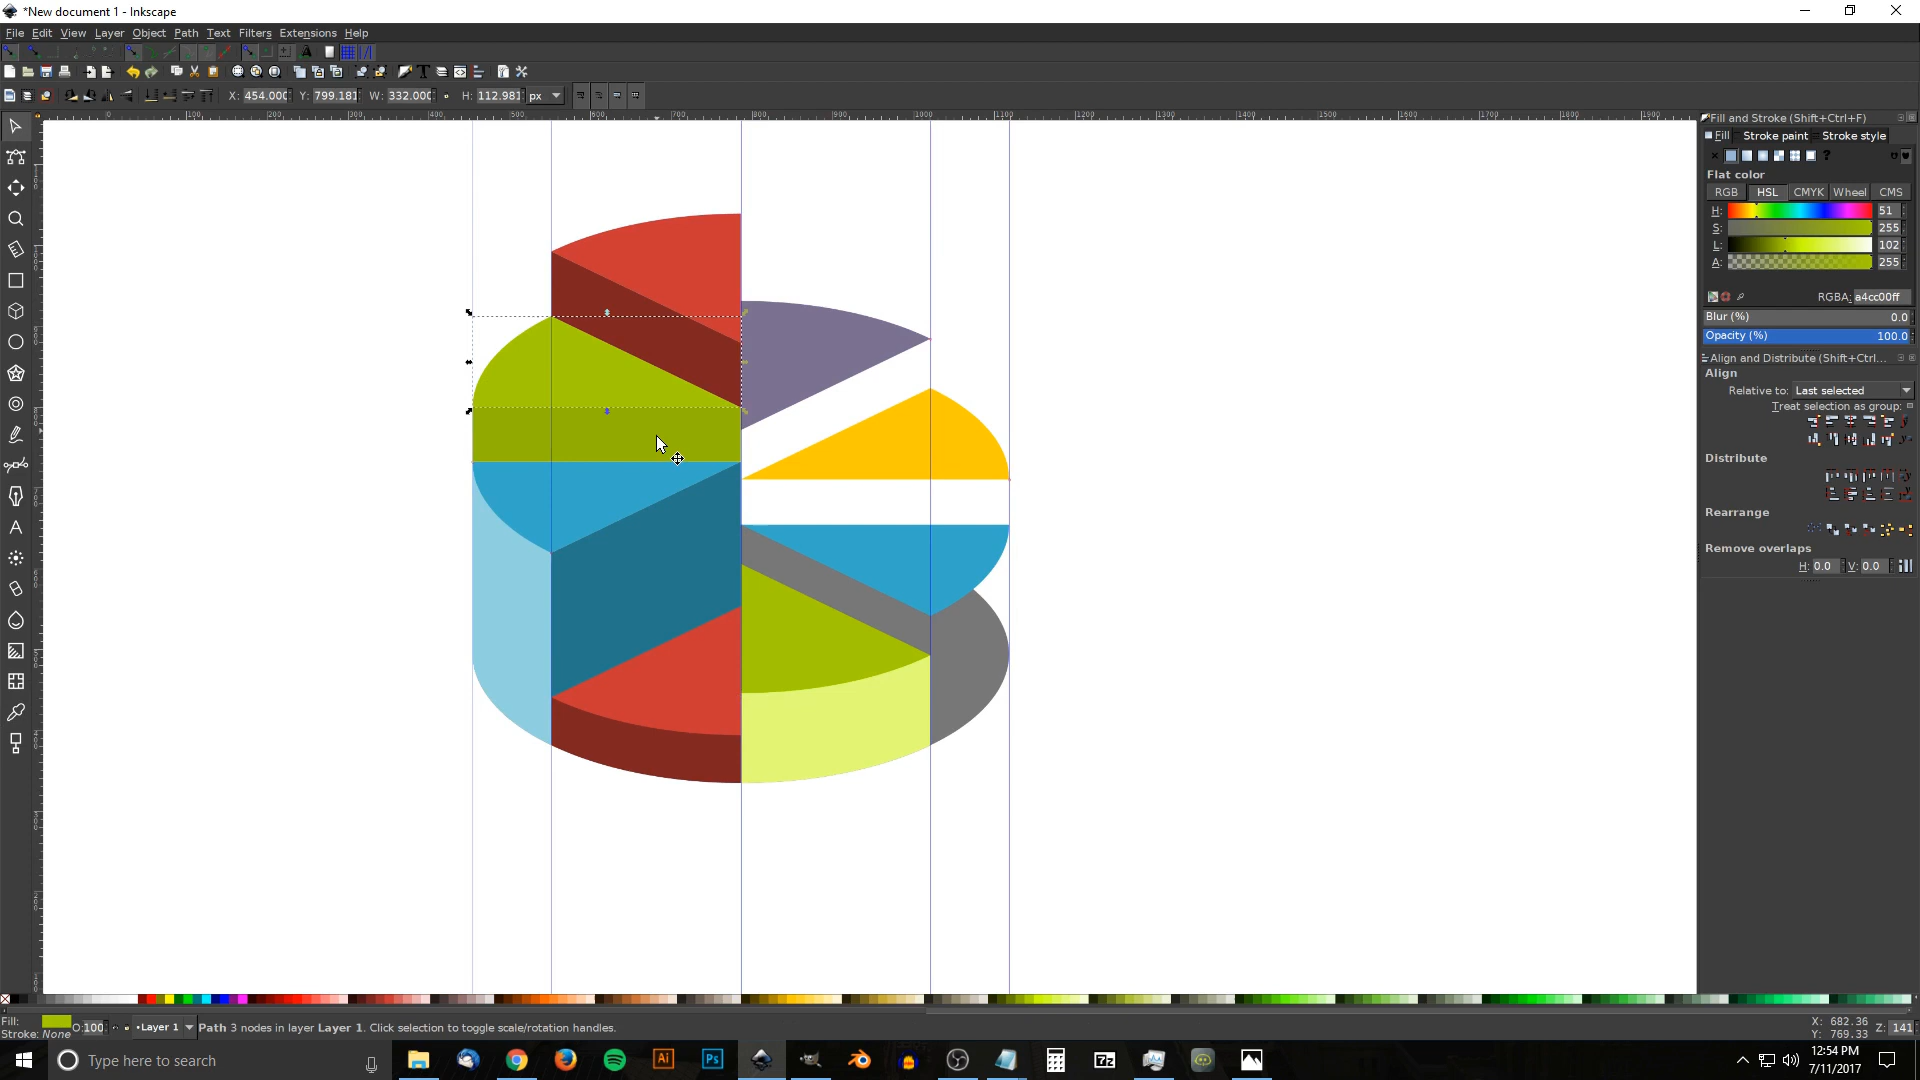 *New document 1 - Inkscape
File Edit View Layer Object Path Text Filters Extensions Help
X: 454.000 Y: 799.181 W: 332.000 H: 112.981 px
Fill and Stroke (Shift+Ctrl+F)
Fill Stroke paint Stroke style
Flat color
RGB HSL CMYK Wheel CMS
H: 51
S: 255
L: 102
A: 255
RGBA: a4cc00ff
Blur (%) 0.0
Opacity (%) 100.0
Align and Distribute (Shift+Ctrl...
Align
Relative to: Last selected
Treat selection as group:
Distribute
Rearrange
Remove overlaps
H: 0.0 V: 0.0
Fill:
Stroke: None O:100 •Layer 1 Path 3 nodes in layer Layer 1. Click selection to toggle scale/rotation handles.
X: 682.36
Y: 769.33 Z: 141
Type here to search
Ai Ps 7z
12:54 PM
7/11/2017